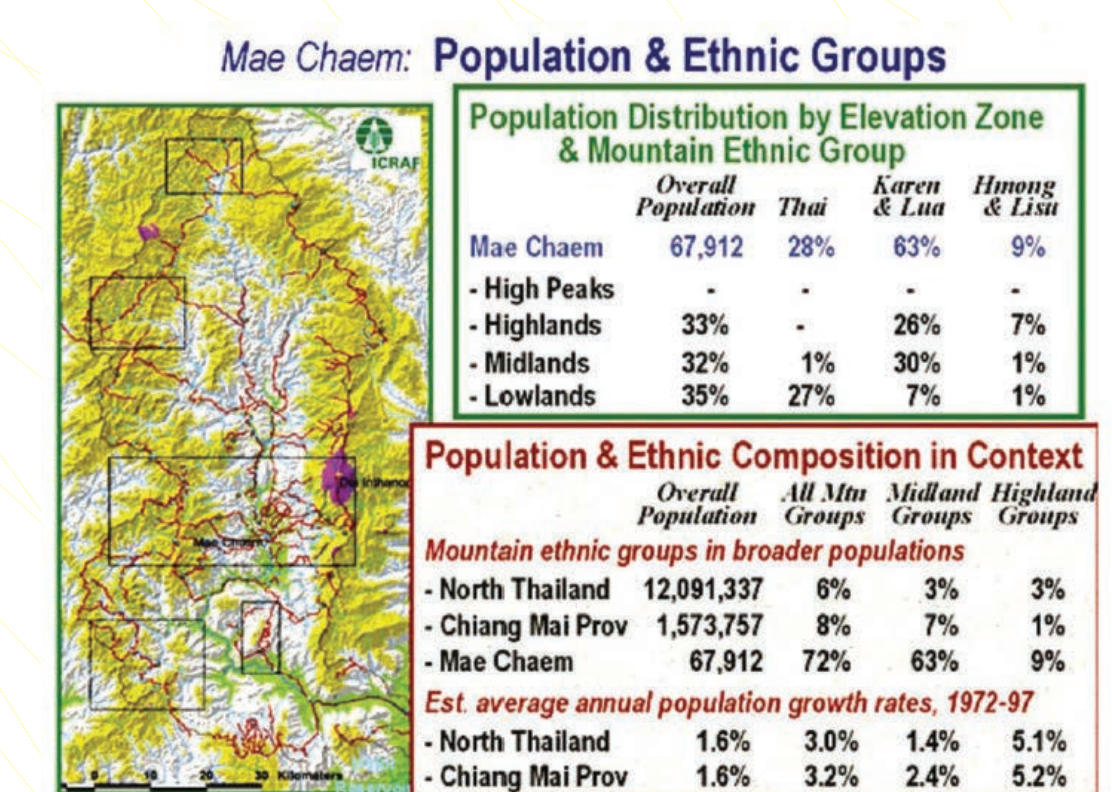 Mae Chaem: Population & Ethnic Groups
ICRAF
Doi Inthanon
Mae Chaem
0 10 20 30 Kilometers
Population Distribution by Elevation Zone
& Mountain Ethnic Group
Overall Population Thai Karen & Lua Hmong & Lisu
Mae Chaem 67,912 28% 63% 9%
- High Peaks - - - -
- Highlands 33% - 26% 7%
- Midlands 32% 1% 30% 1%
- Lowlands 35% 27% 7% 1%
Population & Ethnic Composition in Context
Overall Population All Mtn Groups Midland Groups Highland Groups
Mountain ethnic groups in broader populations
- North Thailand 12,091,337 6% 3% 3%
- Chiang Mai Prov 1,573,757 8% 7% 1%
- Mae Chaem 67,912 72% 63% 9%
Est. average annual population growth rates, 1972-97
- North Thailand 1.6% 3.0% 1.4% 5.1%
- Chiang Mai Prov 1.6% 3.2% 2.4% 5.2%